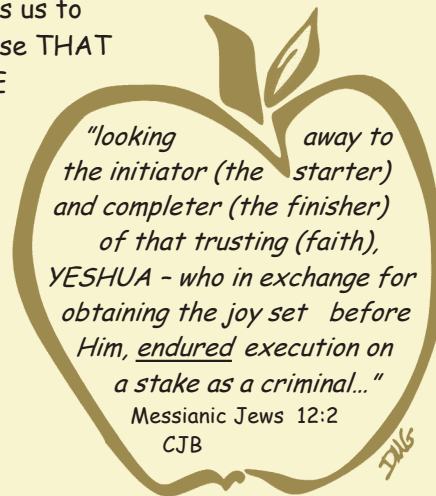 s us to
se THAT
E
"looking away to
the initiator (the starter)
and completer (the finisher)
of that trusting (faith),
YESHUA – who in exchange for
obtaining the joy set before
Him, endured execution on
a stake as a criminal…"
Messianic Jews 12:2
CJB